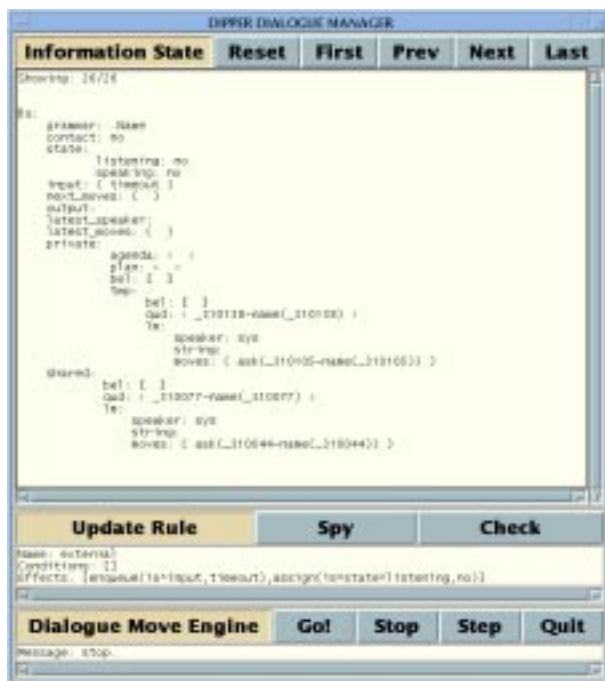 DIPPER DIALOGUE MANAGER
Information State Reset First Prev Next Last
Showing: 26/26
is:
grammar: .Name
contact: no
state:
listening: no
speaking: no
input: { timeout }
next_moves: { }
output:
latest_speaker:
latest_moves: { }
private:
agenda: < >
plan: < >
bel: [ ]
tmp:
bel: [ ]
qud: < _310138-name(_310138) >
lm:
speaker: sys
string:
moves: { ask(_310105-name(_310105)) }
shared:
bel: [ ]
qud: < _310077-name(_310077) >
lm:
speaker: sys
string:
moves: { ask(_310044-name(_310044)) }
Update Rule Spy Check
Name: external
Conditions: []
Effects: [enqueue(is^input,timeout),assign(is^state^listening,no)]
Dialogue Move Engine Go! Stop Step Quit
Message: stop.